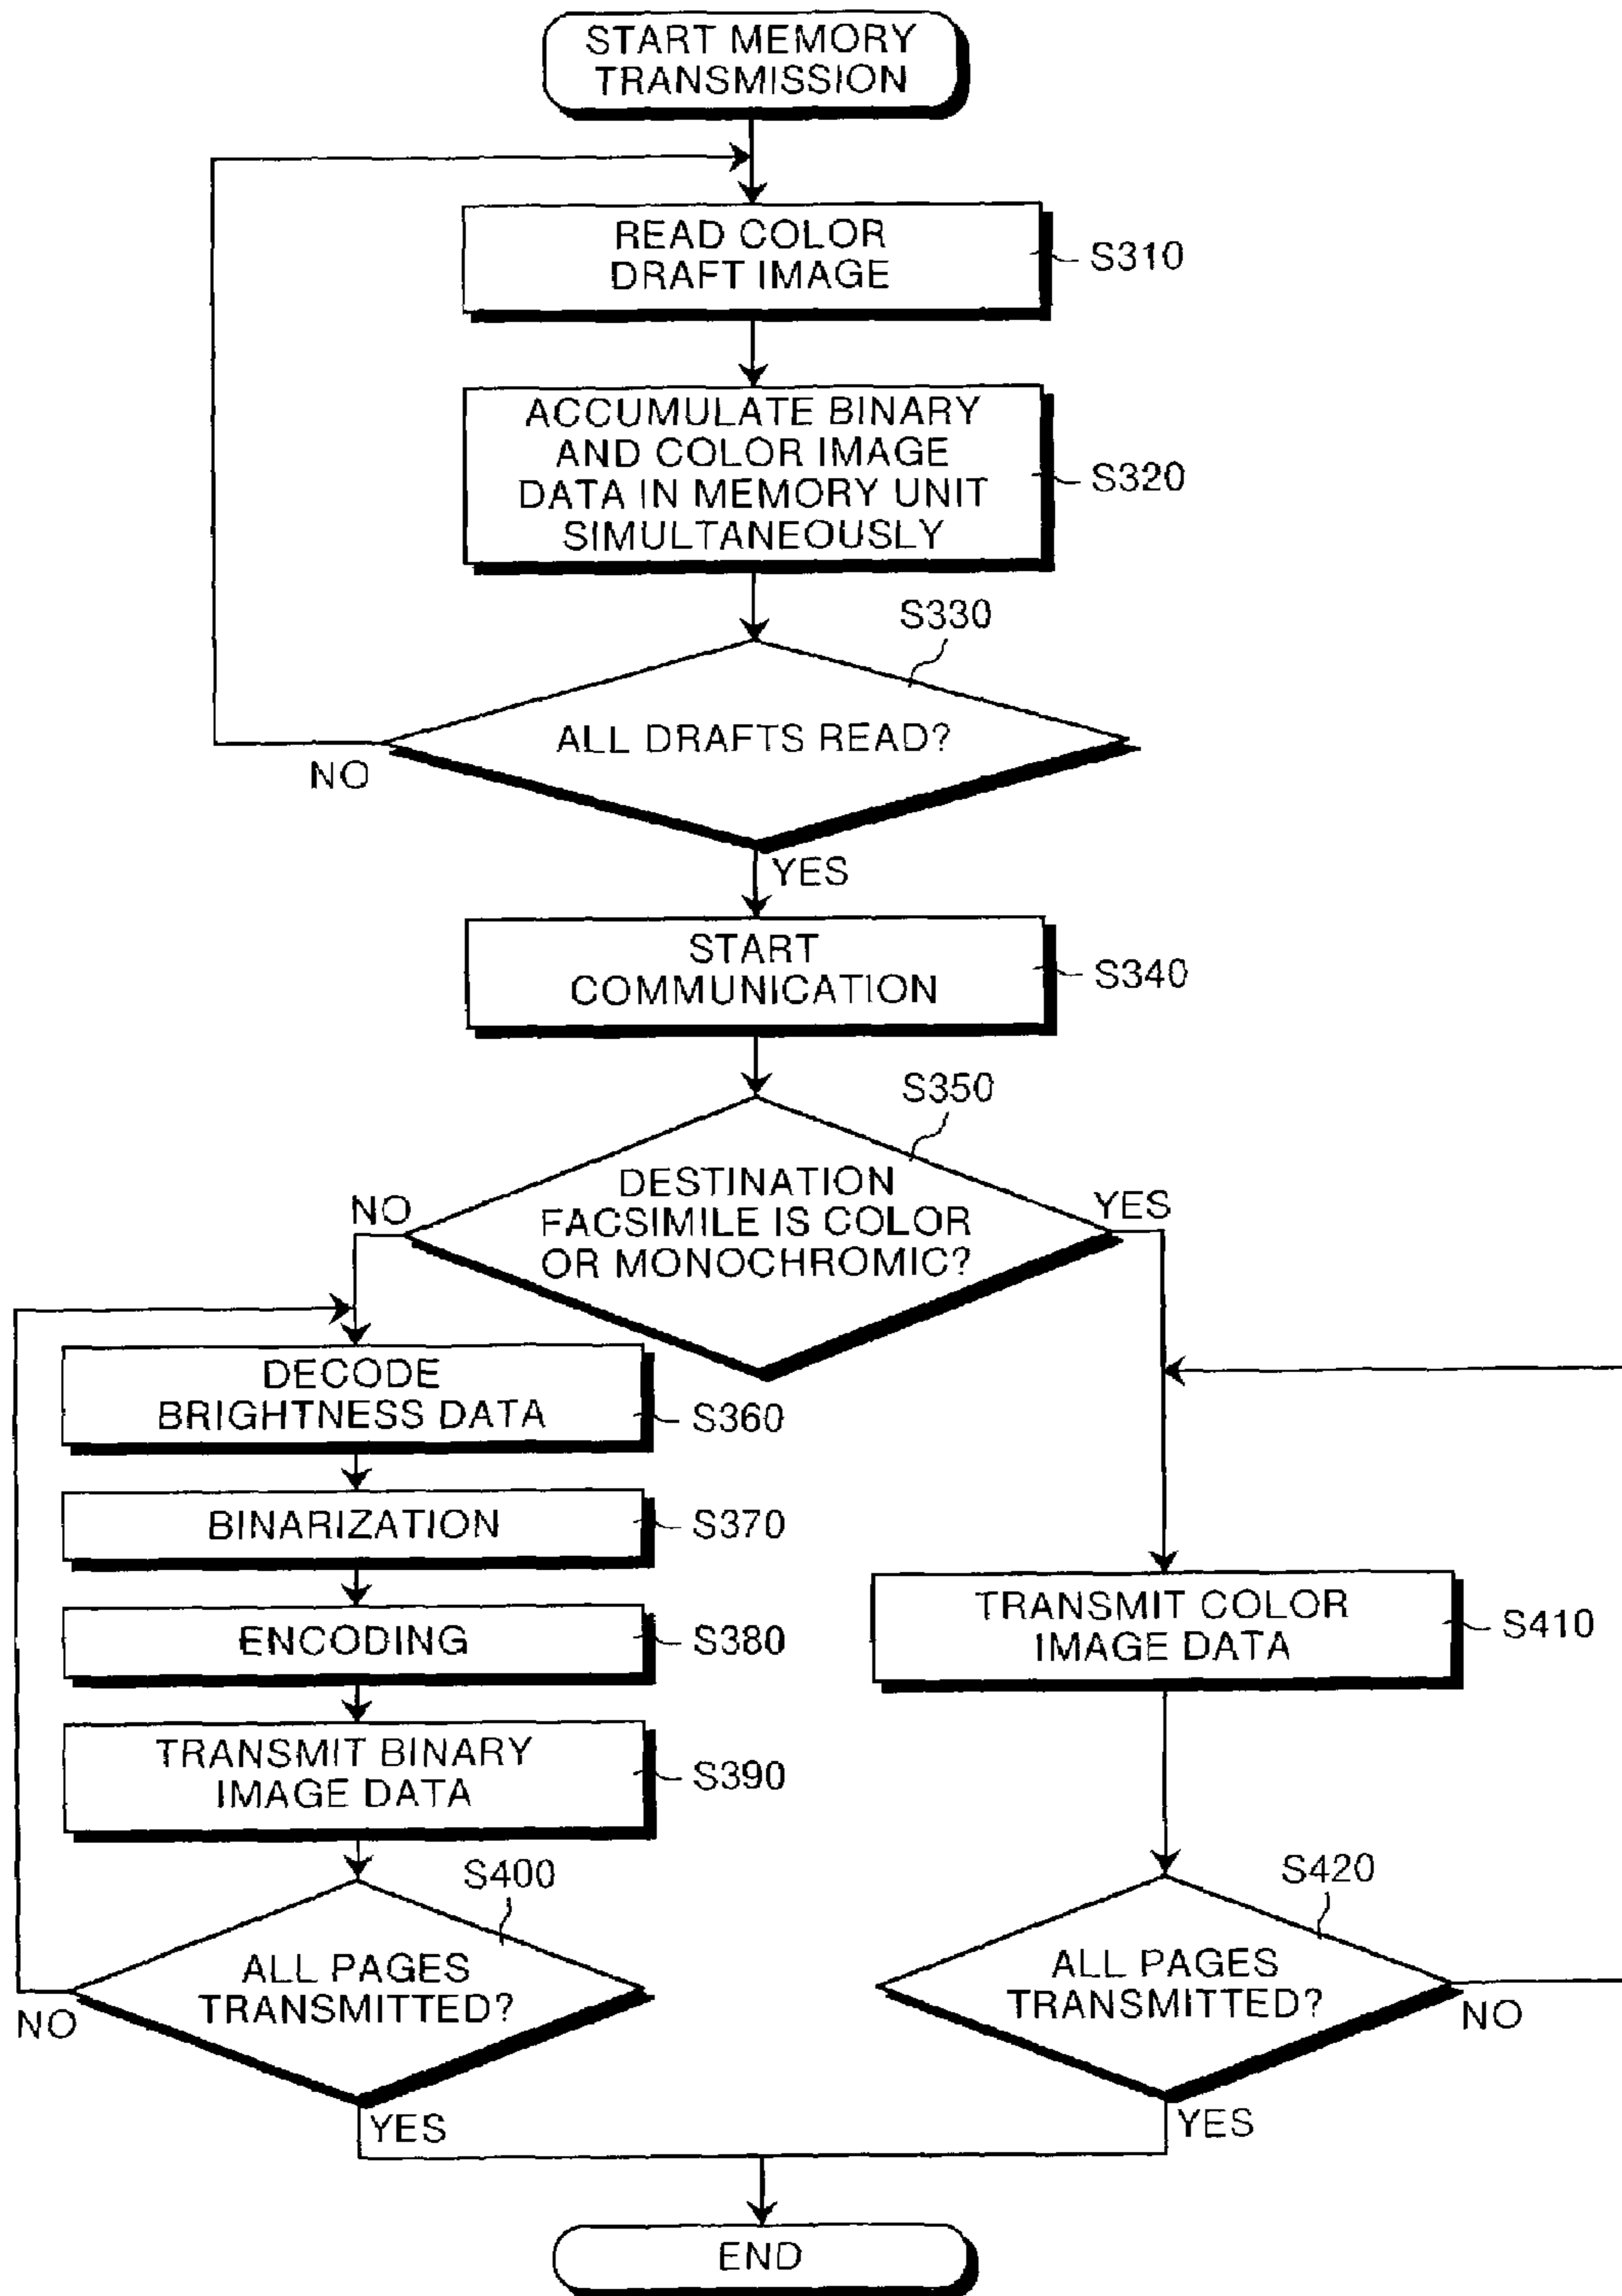 START MEMORY
TRANSMISSION
READ COLOR
DRAFT IMAGE
S310
ACCUMULATE BINARY
AND COLOR IMAGE
DATA IN MEMORY UNIT
SIMULTANEOUSLY
S320
S330
ALL DRAFTS READ?
NO
YES
START
COMMUNICATION
S340
S350
DESTINATION
FACSIMILE IS COLOR
OR MONOCHROMIC?
NO
YES
DECODE
BRIGHTNESS DATA
S360
BINARIZATION
S370
ENCODING
S380
TRANSMIT BINARY
IMAGE DATA
S390
S400
ALL PAGES
TRANSMITTED?
NO
YES
TRANSMIT COLOR
IMAGE DATA
S410
S420
ALL PAGES
TRANSMITTED?
NO
YES
END